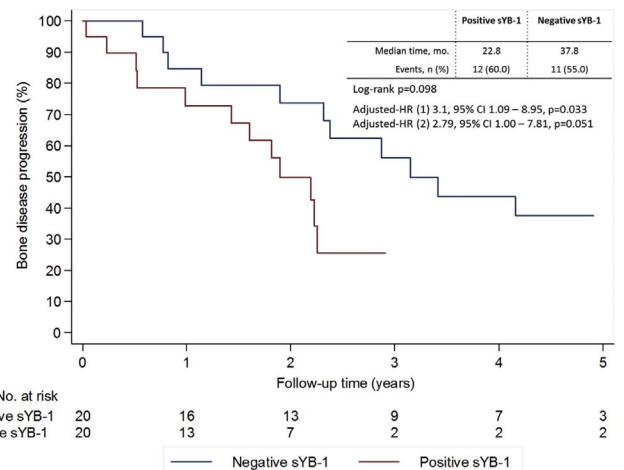 Positive sYB-1 Negative sYB-1
Median time, mo. 22.8 37.8
Events, n (%) 12 (60.0) 11 (55.0)
Log-rank p=0.098
Adjusted-HR (1) 3.1, 95% CI 1.09 – 8.95, p=0.033
Adjusted-HR (2) 2.79, 95% CI 1.00 – 7.81, p=0.051
Bone disease progression (%)
100
90
80
70
60
50
40
30
20
10
0
0 1 2 3 4 5
Follow-up time (years)
No. at risk
ve sYB-1 20 16 13 9 7 3
e sYB-1 20 13 7 2 2 2
Negative sYB-1 Positive sYB-1